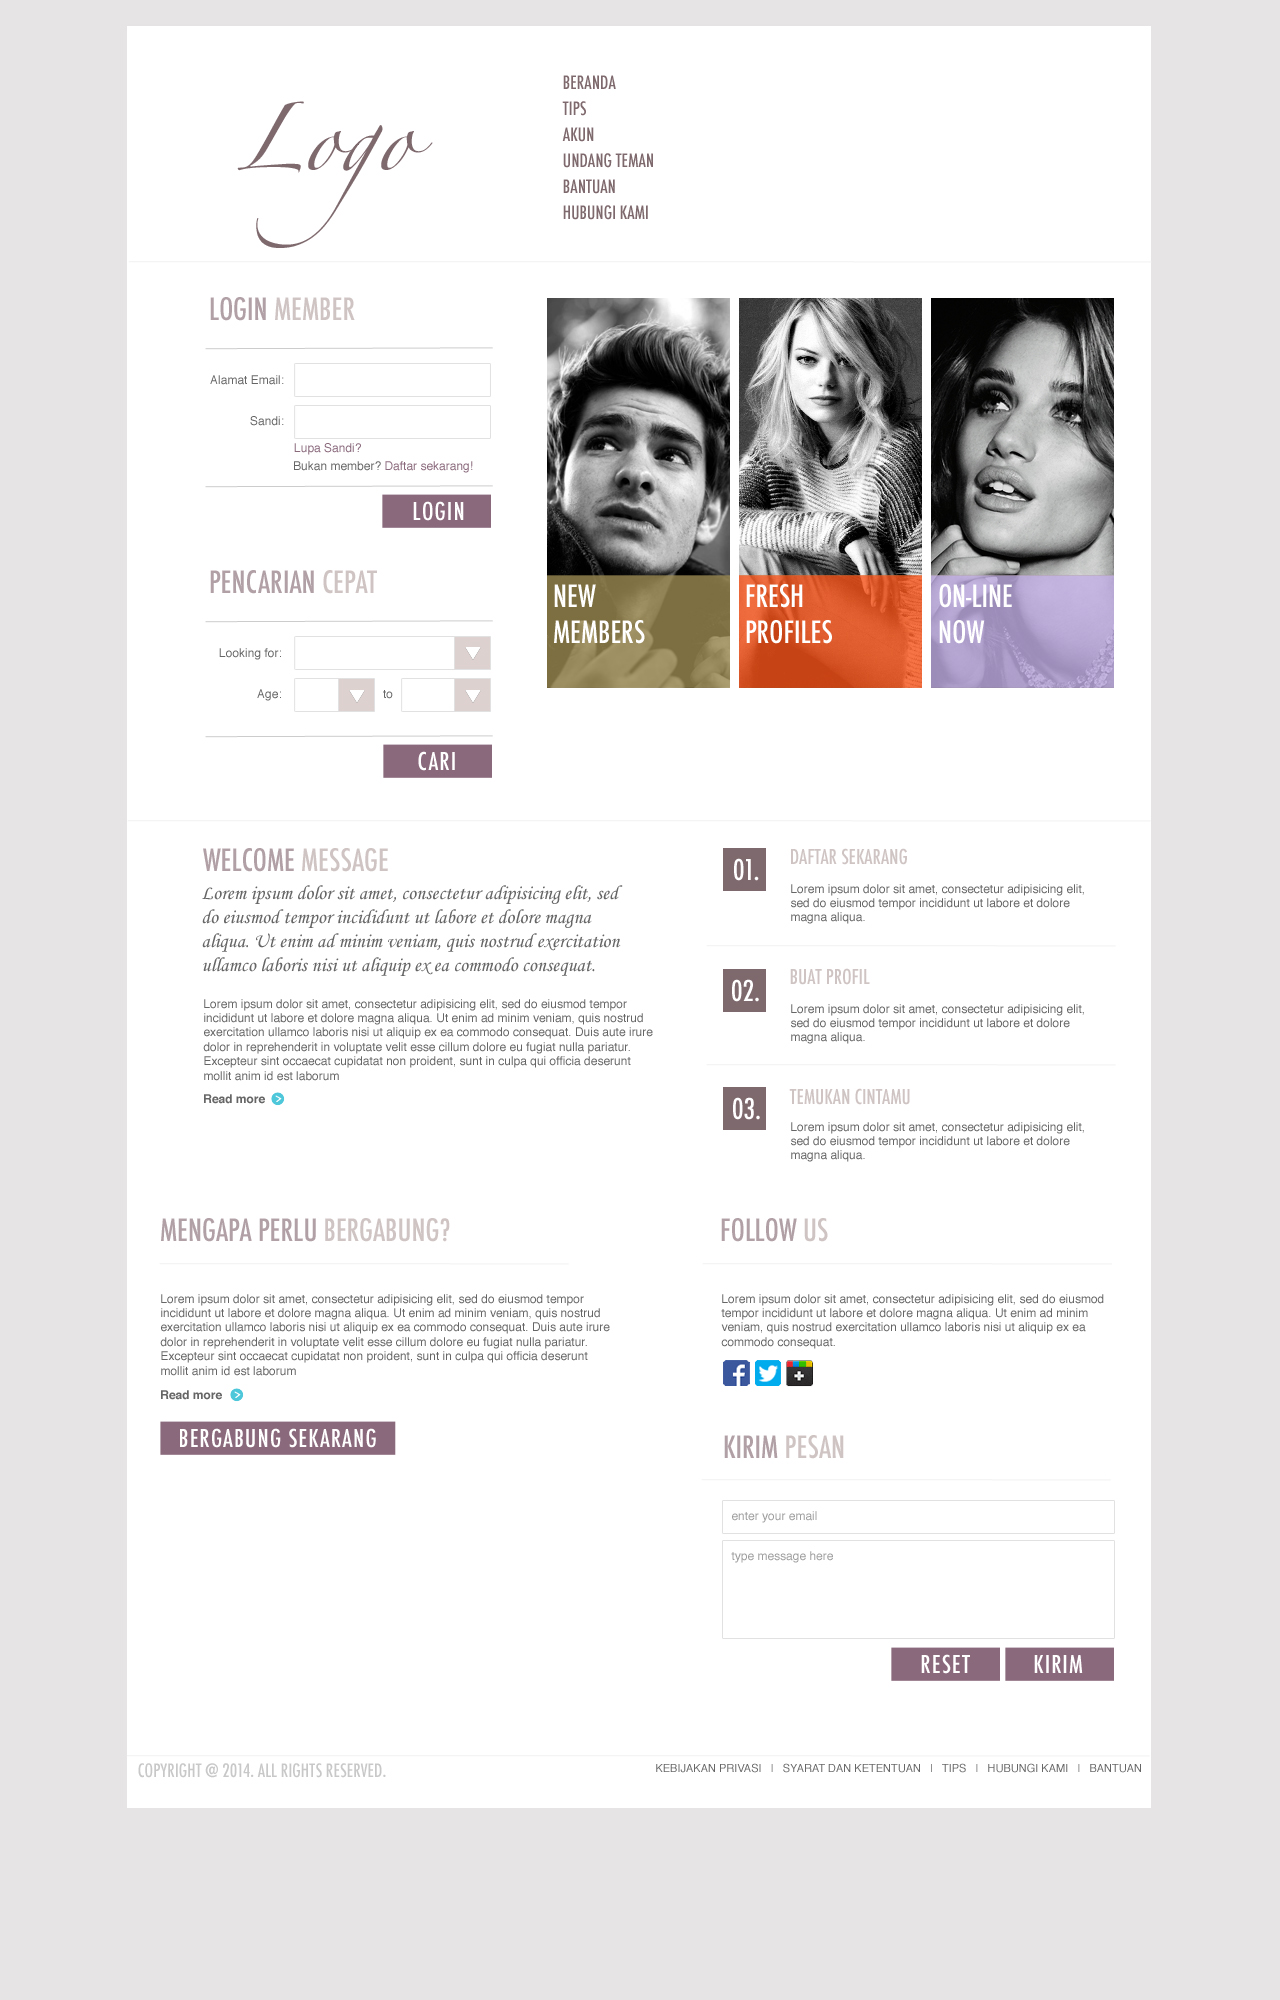 Logo
BERANDA
TIPS
AKUN
UNDANG TEMAN
BANTUAN
HUBUNGI KAMI
LOGIN MEMBER
Alamat Email:
Sandi:
Lupa Sandi?
Bukan member? Daftar sekarang!
LOGIN
PENCARIAN CEPAT
Looking for:
Age:
to
CARI
NEW
MEMBERS
FRESH
PROFILES
ON-LINE
NOW
WELCOME MESSAGE
Lorem ipsum dolor sit amet, consectetur adipisicing elit, sed
do eiusmod tempor incididunt ut labore et dolore magna
aliqua. Ut enim ad minim veniam, quis nostrud exercitation
ullamco laboris nisi ut aliquip ex ea commodo consequat.
Lorem ipsum dolor sit amet, consectetur adipisicing elit, sed do eiusmod tempor
incididunt ut labore et dolore magna aliqua. Ut enim ad minim veniam, quis nostrud
exercitation ullamco laboris nisi ut aliquip ex ea commodo consequat. Duis aute irure
dolor in reprehenderit in voluptate velit esse cillum dolore eu fugiat nulla pariatur.
Excepteur sint occaecat cupidatat non proident, sunt in culpa qui officia deserunt
mollit anim id est laborum
Read more
01.
DAFTAR SEKARANG
Lorem ipsum dolor sit amet, consectetur adipisicing elit,
sed do eiusmod tempor incididunt ut labore et dolore
magna aliqua.
02.
BUAT PROFIL
Lorem ipsum dolor sit amet, consectetur adipisicing elit,
sed do eiusmod tempor incididunt ut labore et dolore
magna aliqua.
03.
TEMUKAN CINTAMU
Lorem ipsum dolor sit amet, consectetur adipisicing elit,
sed do eiusmod tempor incididunt ut labore et dolore
magna aliqua.
MENGAPA PERLU BERGABUNG?
Lorem ipsum dolor sit amet, consectetur adipisicing elit, sed do eiusmod tempor
incididunt ut labore et dolore magna aliqua. Ut enim ad minim veniam, quis nostrud
exercitation ullamco laboris nisi ut aliquip ex ea commodo consequat. Duis aute irure
dolor in reprehenderit in voluptate velit esse cillum dolore eu fugiat nulla pariatur.
Excepteur sint occaecat cupidatat non proident, sunt in culpa qui officia deserunt
mollit anim id est laborum
Read more
BERGABUNG SEKARANG
FOLLOW US
Lorem ipsum dolor sit amet, consectetur adipisicing elit, sed do eiusmod
tempor incididunt ut labore et dolore magna aliqua. Ut enim ad minim
veniam, quis nostrud exercitation ullamco laboris nisi ut aliquip ex ea
commodo consequat.
KIRIM PESAN
enter your email
type message here
RESET
KIRIM
COPYRIGHT @ 2014. ALL RIGHTS RESERVED.
KEBIJAKAN PRIVASI | SYARAT DAN KETENTUAN | TIPS | HUBUNGI KAMI | BANTUAN